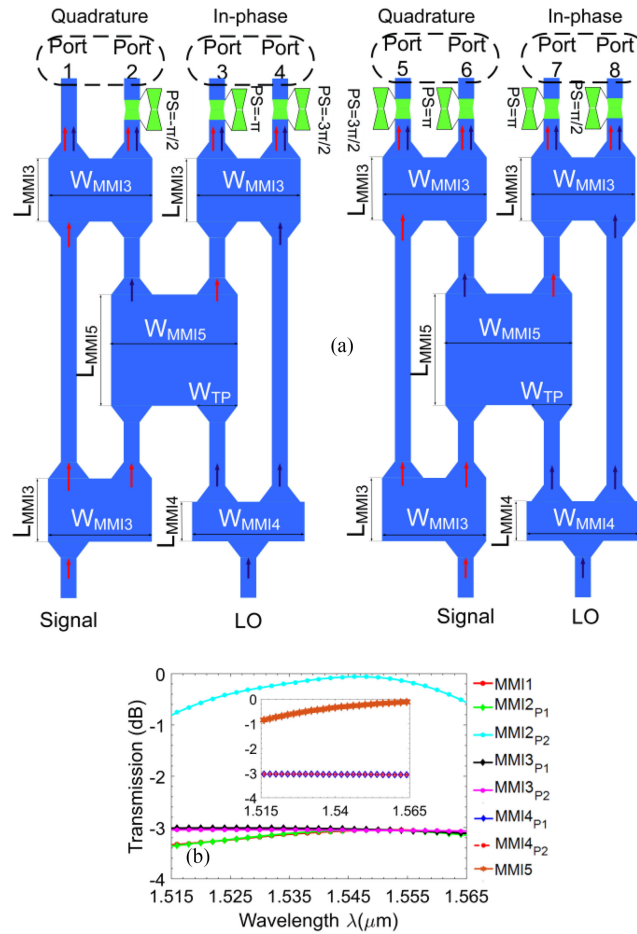 Quadrature In-phase Quadrature In-phase
Port Port Port Port Port Port Port Port
1 2 3 4 5 6 7 8
PS=-π/2 PS=-π PS=-3π/2 PS=3π/2 PS=π PS=π PS=π/2
L_MMI3 W_MMI3 L_MMI3 W_MMI3 L_MMI3 W_MMI3 L_MMI3 W_MMI3
L_MMI5 W_MMI5 (a) L_MMI5 W_MMI5
W_TP W_TP
L_MMI3 W_MMI3 L_MMI4 W_MMI4 L_MMI3 W_MMI3 L_MMI4 W_MMI4
Signal LO Signal LO
Transmission (dB)
0
-1
-2
-3
-4
0
-1
-2
-3
-4
1.515 1.54 1.565
(b)
1.515 1.525 1.535 1.545 1.555 1.565
Wavelength λ(μm)
MMI1
MMI2_P1
MMI2_P2
MMI3_P1
MMI3_P2
MMI4_P1
MMI4_P2
MMI5